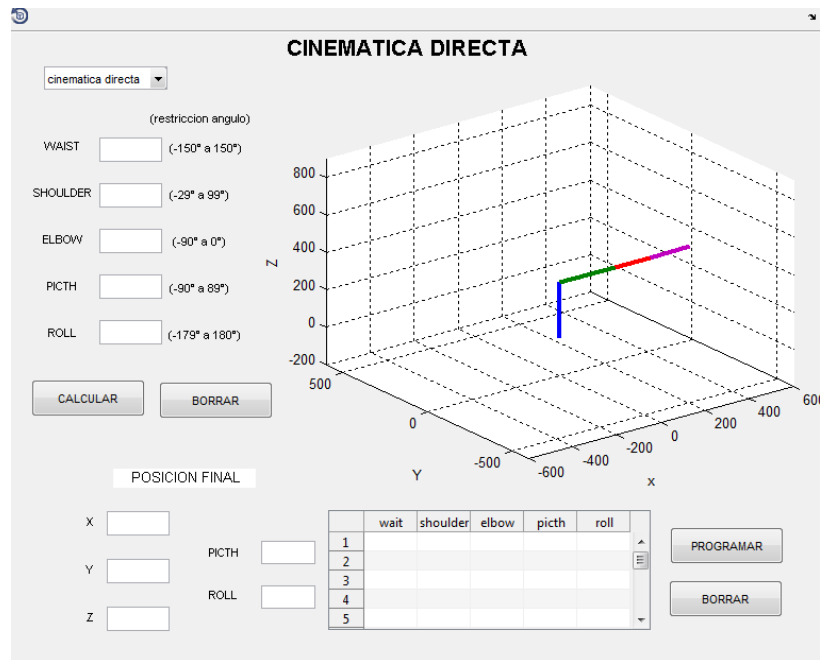 CINEMATICA DIRECTA
cinematica directa
(restriccion angulo)
WAIST (-150° a 150°)
SHOULDER (-29° a 99°)
ELBOW (-90° a 0°)
PICTH (-90° a 89°)
ROLL (-179° a 180°)
CALCULAR BORRAR
800
600
400
200
0
-200
Z
500
0
-500
Y
-600
-400
-200
0
200
400
600
x
POSICION FINAL
X
Y
Z
PICTH
ROLL
wait shoulder elbow picth roll
1
2
3
4
5
PROGRAMAR
BORRAR